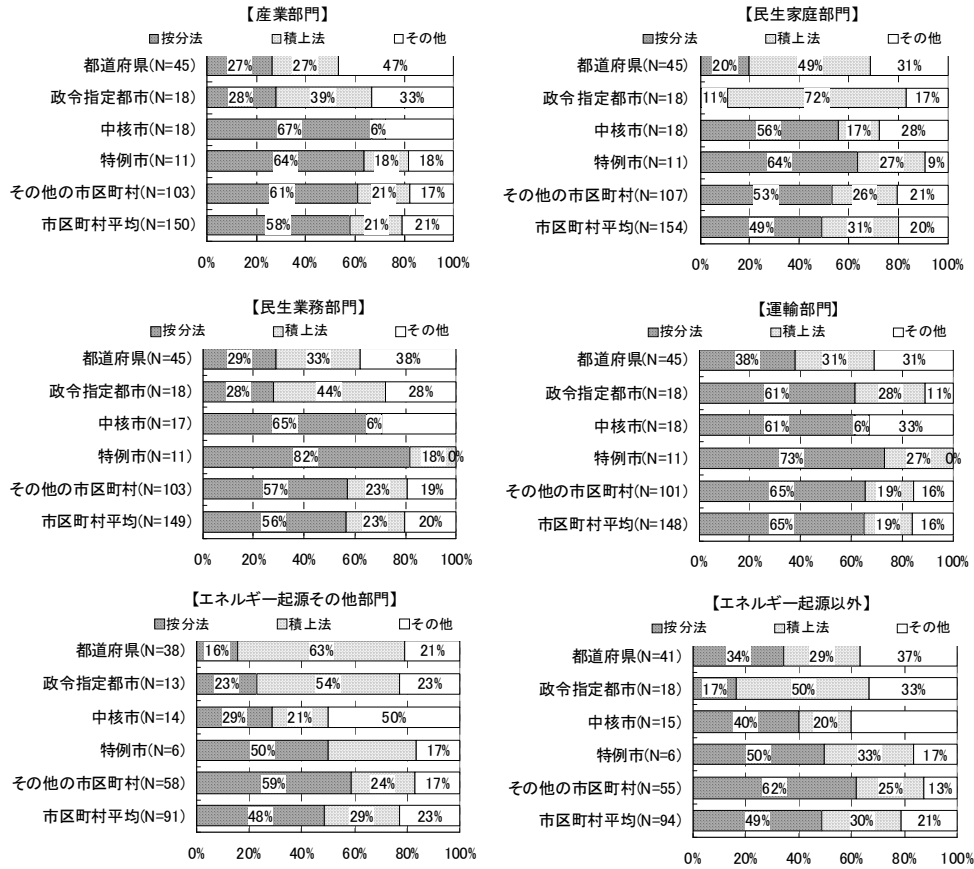 【産業部門】
按分法 積上法 その他
都道府県(N=45) 27% 27% 47%
政令指定都市(N=18) 28% 39% 33%
中核市(N=18) 67% 6%
特例市(N=11) 64% 18% 18%
その他の市区町村(N=103) 61% 21% 17%
市区町村平均(N=150) 58% 21% 21%
0% 20% 40% 60% 80% 100%
【民生家庭部門】
按分法 積上法 その他
都道府県(N=45) 20% 49% 31%
政令指定都市(N=18) 11% 72% 17%
中核市(N=18) 56% 17% 28%
特例市(N=11) 64% 27% 9%
その他の市区町村(N=107) 53% 26% 21%
市区町村平均(N=154) 49% 31% 20%
0% 20% 40% 60% 80% 100%
【民生業務部門】
按分法 積上法 その他
都道府県(N=45) 29% 33% 38%
政令指定都市(N=18) 28% 44% 28%
中核市(N=17) 65% 6%
特例市(N=11) 82% 18% 0%
その他の市区町村(N=103) 57% 23% 19%
市区町村平均(N=149) 56% 23% 20%
0% 20% 40% 60% 80% 100%
【運輸部門】
按分法 積上法 その他
都道府県(N=45) 38% 31% 31%
政令指定都市(N=18) 61% 28% 11%
中核市(N=18) 61% 6% 33%
特例市(N=11) 73% 27% 0%
その他の市区町村(N=101) 65% 19% 16%
市区町村平均(N=148) 65% 19% 16%
0% 20% 40% 60% 80% 100%
【エネルギー起源その他部門】
按分法 積上法 その他
都道府県(N=38) 16% 63% 21%
政令指定都市(N=13) 23% 54% 23%
中核市(N=14) 29% 21% 50%
特例市(N=6) 50% 17%
その他の市区町村(N=58) 59% 24% 17%
市区町村平均(N=91) 48% 29% 23%
0% 20% 40% 60% 80% 100%
【エネルギー起源以外】
按分法 積上法 その他
都道府県(N=41) 34% 29% 37%
政令指定都市(N=18) 17% 50% 33%
中核市(N=15) 40% 20%
特例市(N=6) 50% 33% 17%
その他の市区町村(N=55) 62% 25% 13%
市区町村平均(N=94) 49% 30% 21%
0% 20% 40% 60% 80% 100%